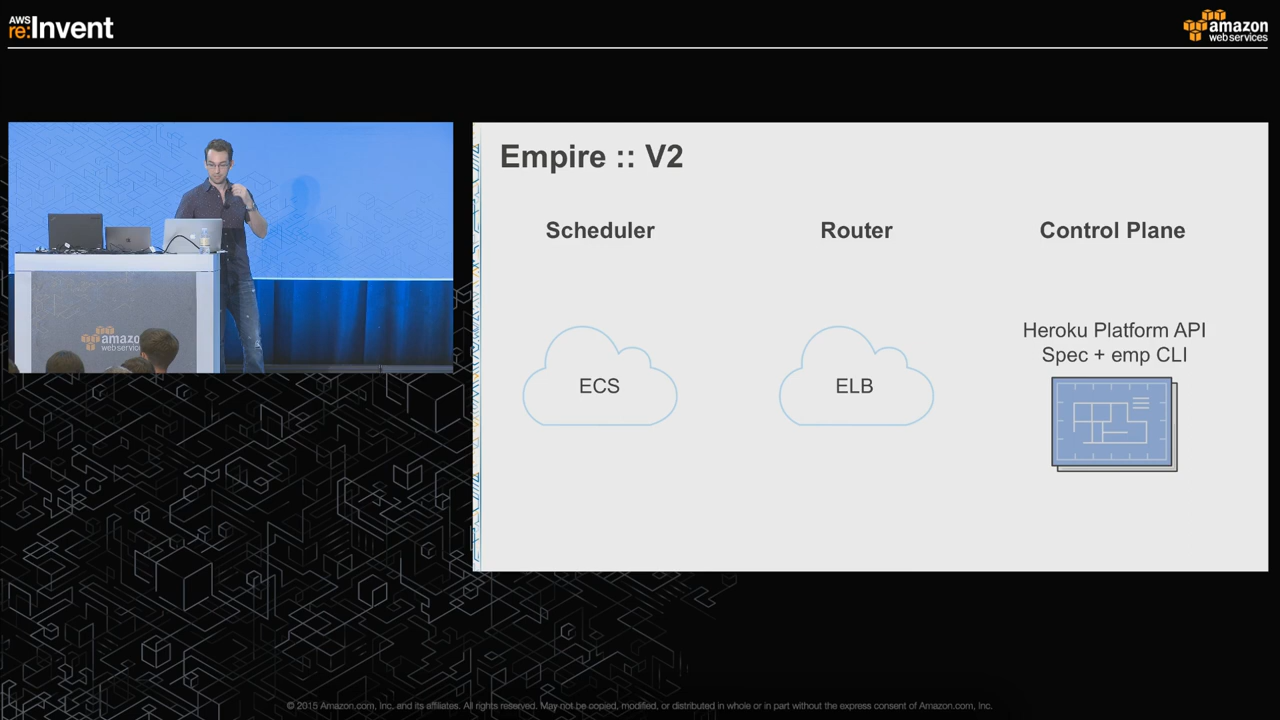 AWS
re:Invent
amazon
web services
amazo
web service
Empire :: V2
Scheduler
Router
Control Plane
ECS
ELB
Heroku Platform API
Spec + emp CLI
© 2015 Amazon.com, Inc. and its affiliates. All rights reserved. May not be copied, modified, or distributed in whole or in part without the express consent of Amazon.com, Inc.